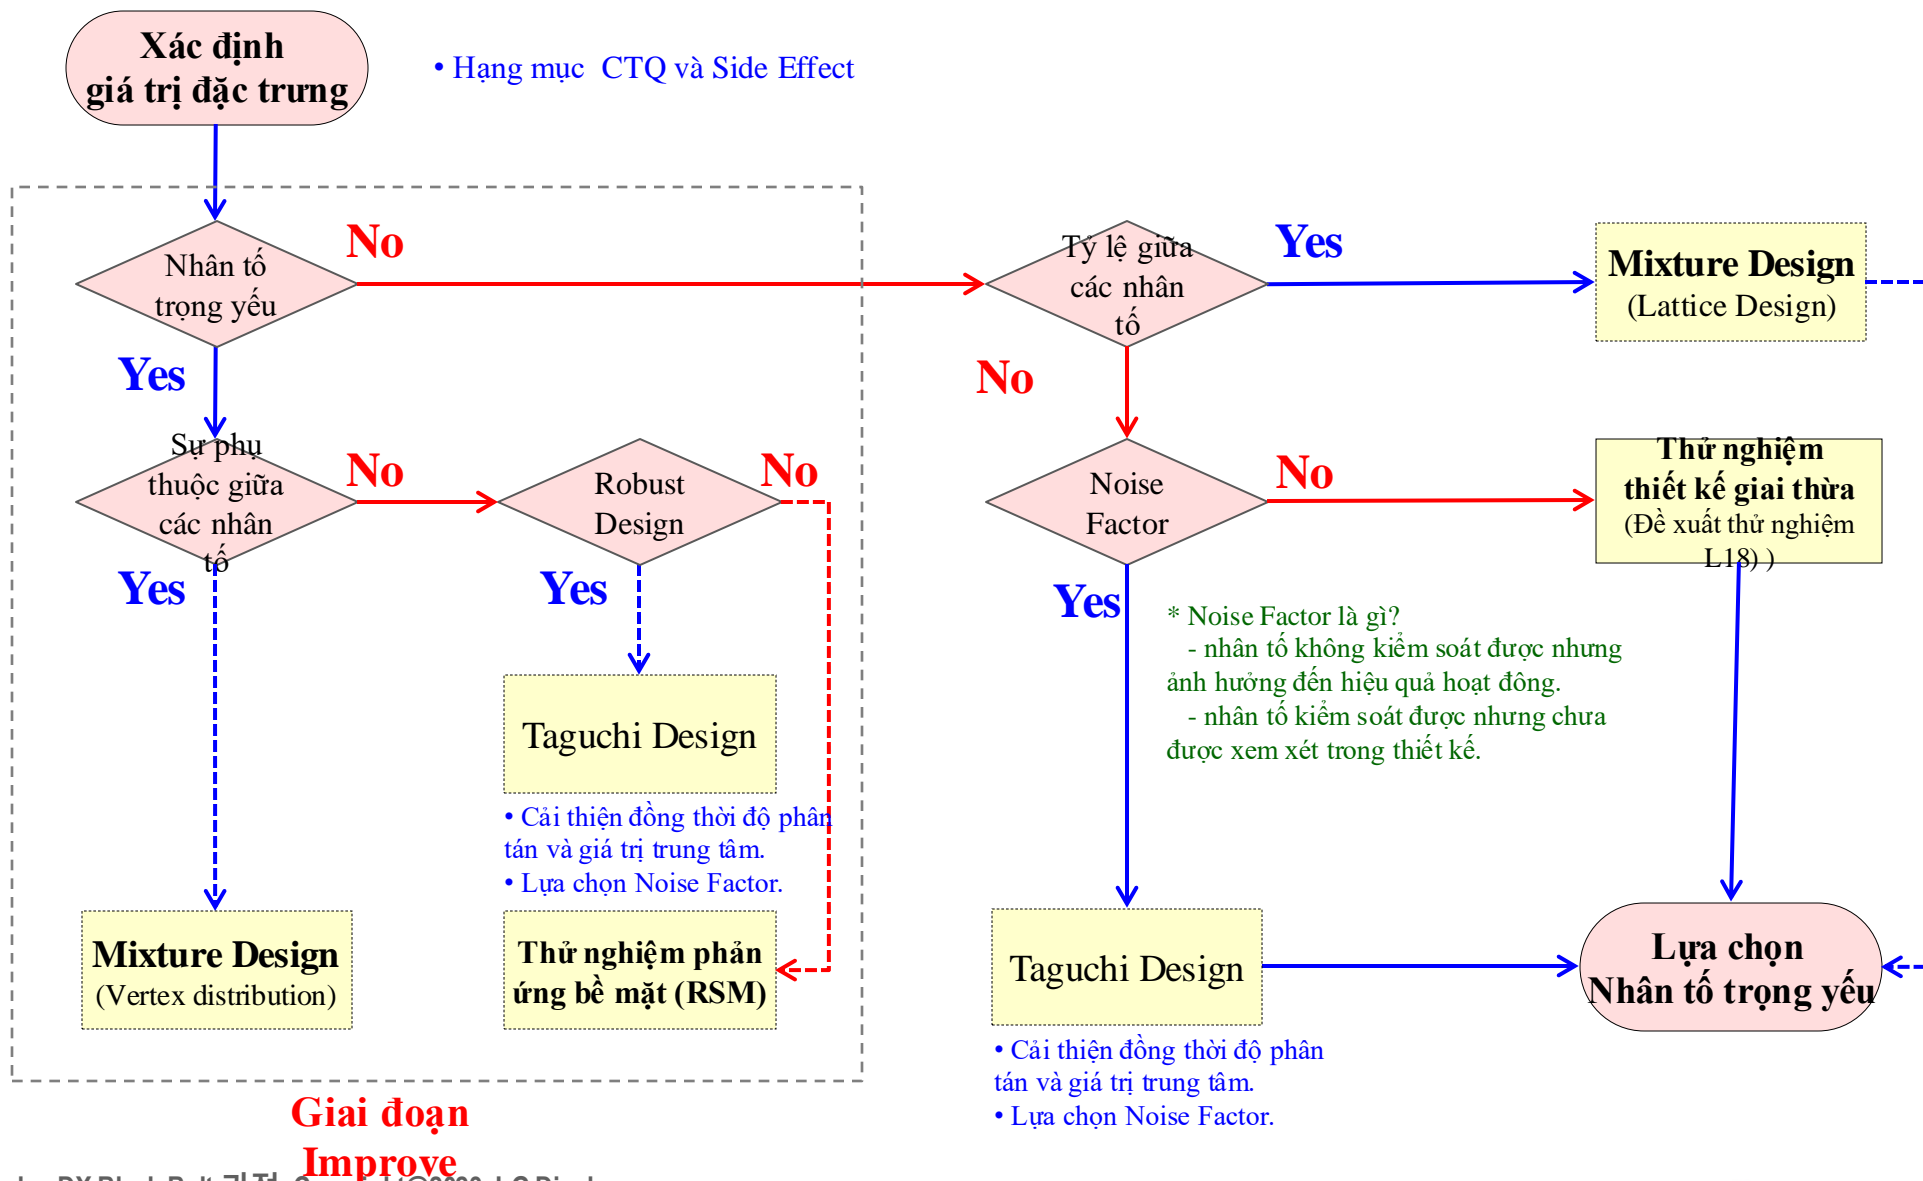 Xác định
giá trị đặc trưng
• Hạng mục CTQ và Side Effect
Nhân tố
trọng yếu
No
Tỷ lệ giữa
các nhân
tố
Yes
Mixture Design
(Lattice Design)
Yes
No
Sự phụ
thuộc giữa
các nhân
tố
No
Robust
Design
No
Noise
Factor
No
Thử nghiệm
thiết kế giai thừa
(Đề xuất thử nghiệm
L18) )
Yes
Yes
Yes
* Noise Factor là gì?
- nhân tố không kiểm soát được nhưng
ảnh hưởng đến hiệu quả hoạt đông.
- nhân tố kiểm soát được nhưng chưa
được xem xét trong thiết kế.
Taguchi Design
• Cải thiện đồng thời độ phân
tán và giá trị trung tâm.
• Lựa chọn Noise Factor.
Mixture Design
(Vertex distribution)
Thử nghiệm phản
ứng bề mặt (RSM)
Taguchi Design
Lựa chọn
Nhân tố trọng yếu
• Cải thiện đồng thời độ phân
tán và giá trị trung tâm.
• Lựa chọn Noise Factor.
Giai đoạn
Improve